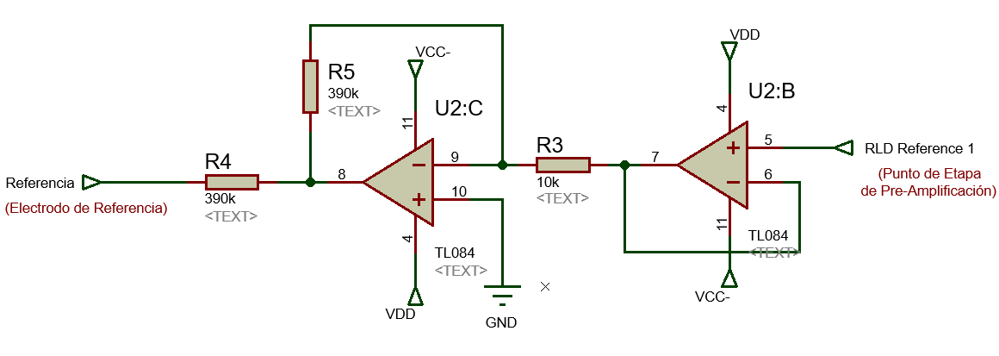 VCC-
R5
390k
<TEXT>
11
U2:C
R4
390k
<TEXT>
Referencia
(Electrodo de Referencia)
8
9
10
4
TL084
<TEXT>
VDD
GND
R3
10k
<TEXT>
VDD
4
U2:B
7
5
6
RLD Reference 1
(Punto de Etapa
de Pre-Amplificación)
11
TL084
<TEXT>
VCC-